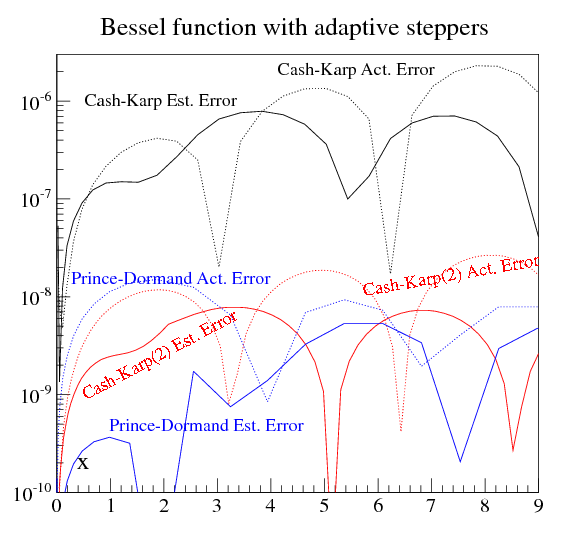 Bessel function with adaptive steppers
Cash-Karp Act. Error
Cash-Karp Est. Error
10-6
10-7
Prince-Dormand Act. Error
Cash-Karp(2) Act. Error
10-8
Cash-Karp(2) Est. Error
10-9
Prince-Dormand Est. Error
x
10-10
0 1 2 3 4 5 6 7 8 9